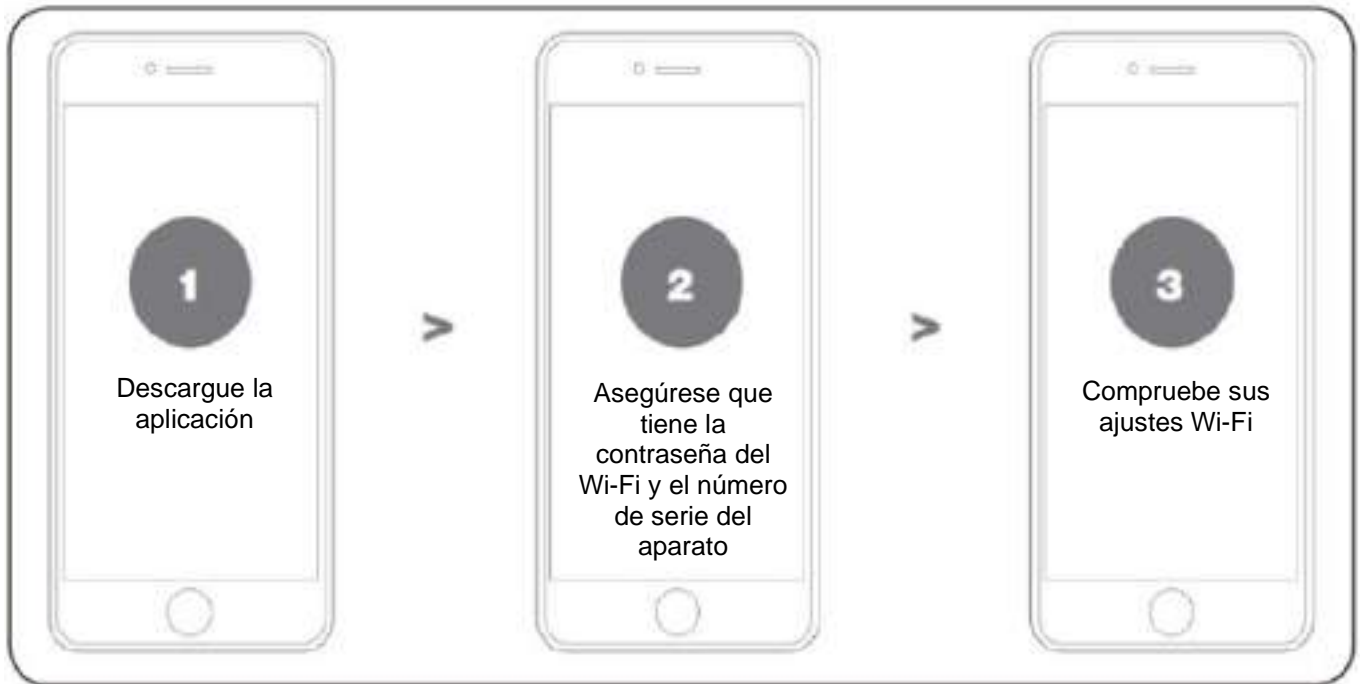 1
Descargue la
aplicación
>
2
Asegúrese que
tiene la
contraseña del
Wi-Fi y el número
de serie del
aparato
>
3
Compruebe sus
ajustes Wi-Fi